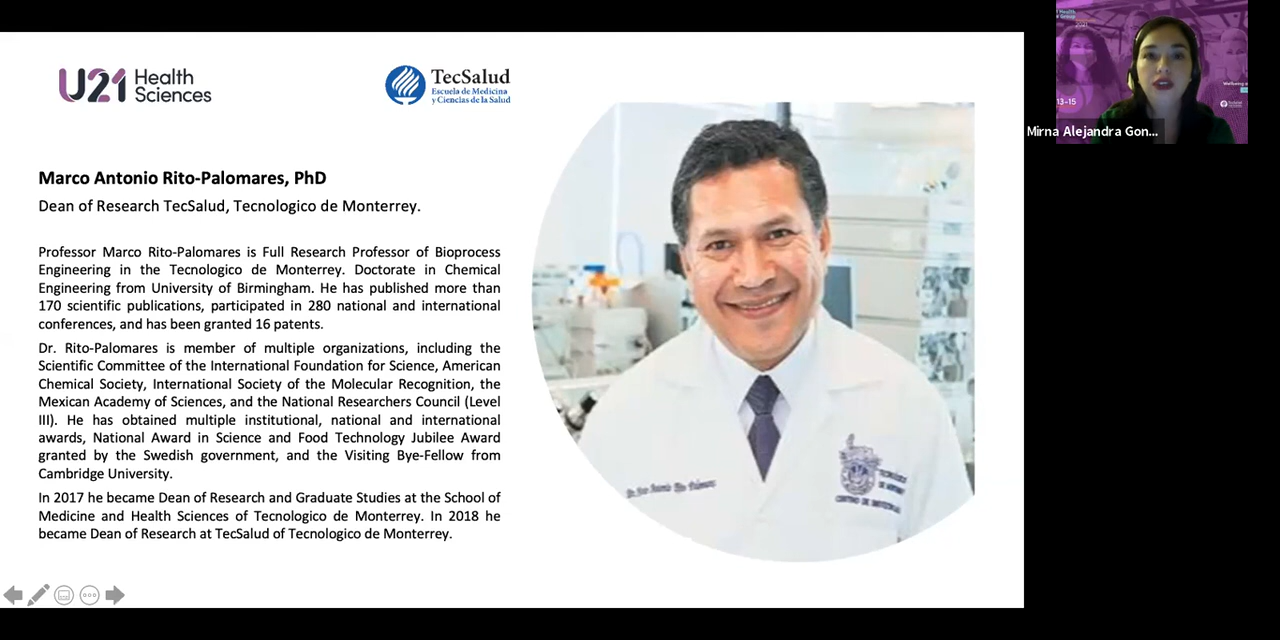 U21 Health
Sciences
TecSalud
Escuela de Medicina
y Ciencias de la Salud
Marco Antonio Rito-Palomares, PhD
Dean of Research TecSalud, Tecnologico de Monterrey.
Professor Marco Rito-Palomares is Full Research Professor of Bioprocess
Engineering in the Tecnologico de Monterrey. Doctorate in Chemical
Engineering from University of Birmingham. He has published more than
170 scientific publications, participated in 280 national and international
conferences, and has been granted 16 patents.
Dr. Rito-Palomares is member of multiple organizations, including the
Scientific Committee of the International Foundation for Science, American
Chemical Society, International Society of the Molecular Recognition, the
Mexican Academy of Sciences, and the National Researchers Council (Level
III). He has obtained multiple institutional, national and international
awards, National Award in Science and Food Technology Jubilee Award
granted by the Swedish government, and the Visiting Bye-Fellow from
Cambridge University.
In 2017 he became Dean of Research and Graduate Studies at the School of
Medicine and Health Sciences of Tecnologico de Monterrey. In 2018 he
became Dean of Research at TecSalud of Tecnologico de Monterrey.
Mirna Alejandra Gon...
13-15